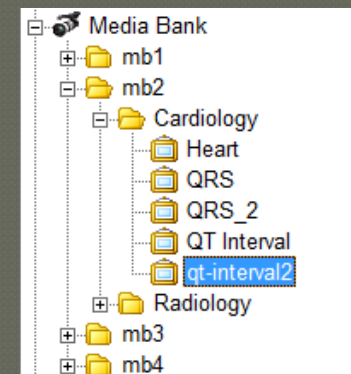 Media Bank
mb1
mb2
Cardiology
Heart
QRS
QRS_2
QT Interval
qt-interval2
Radiology
mb3
mb4